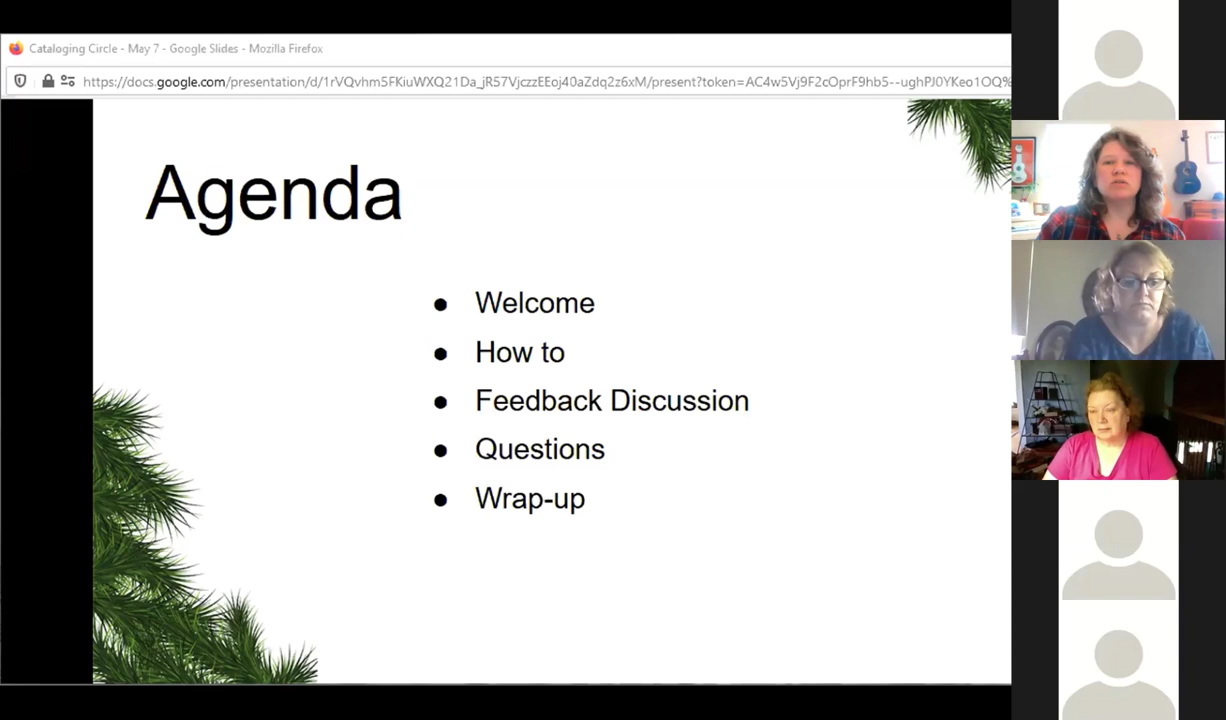 Cataloging Circle - May 7 - Google Slides - Mozilla Firefox
https://docs.google.com/presentation/d/1rVQvhm5FKiuWXQ21Da_jR57VjczzEEoj40aZdq2z6xM/present?token=AC4w5Vj9F2cOprF9hb5--ughPJ0YKeo1OQ%
Agenda
● Welcome
● How to
● Feedback Discussion
● Questions
● Wrap-up